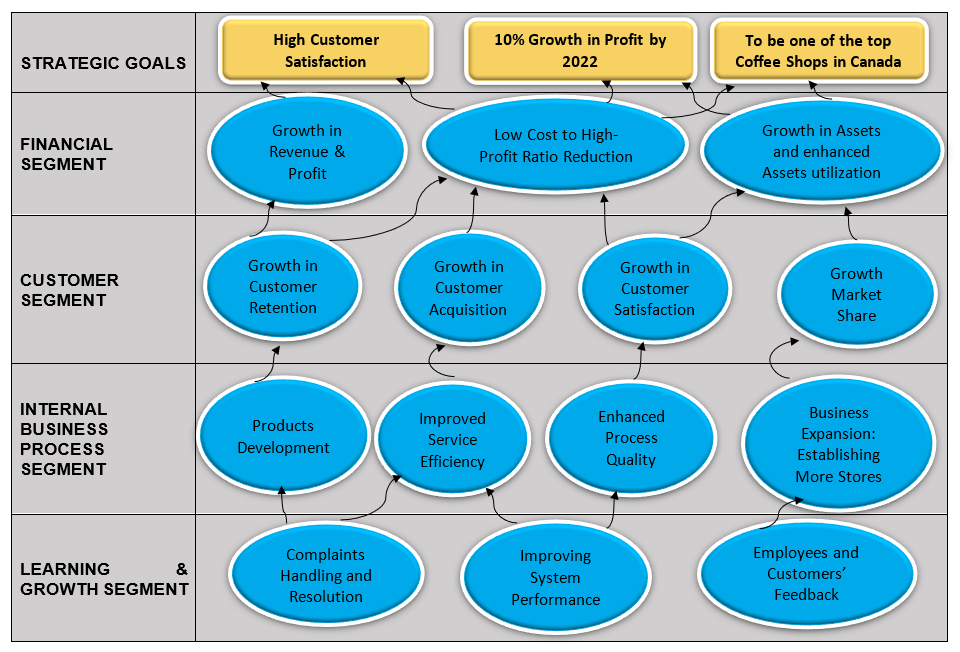 STRATEGIC GOALS
High Customer
Satisfaction
10% Growth in Profit by
2022
To be one of the top
Coffee Shops in Canada
FINANCIAL
SEGMENT
Growth in
Revenue &
Profit
Low Cost to High-
Profit Ratio Reduction
Growth in Assets
and enhanced
Assets utilization
CUSTOMER
SEGMENT
Growth in
Customer
Retention
Growth in
Customer
Acquisition
Growth in
Customer
Satisfaction
Growth
Market
Share
INTERNAL
BUSINESS
PROCESS
SEGMENT
Products
Development
Improved
Service
Efficiency
Enhanced
Process
Quality
Business
Expansion:
Establishing
More Stores
LEARNING &
GROWTH SEGMENT
Complaints
Handling and
Resolution
Improving
System
Performance
Employees and
Customers’
Feedback